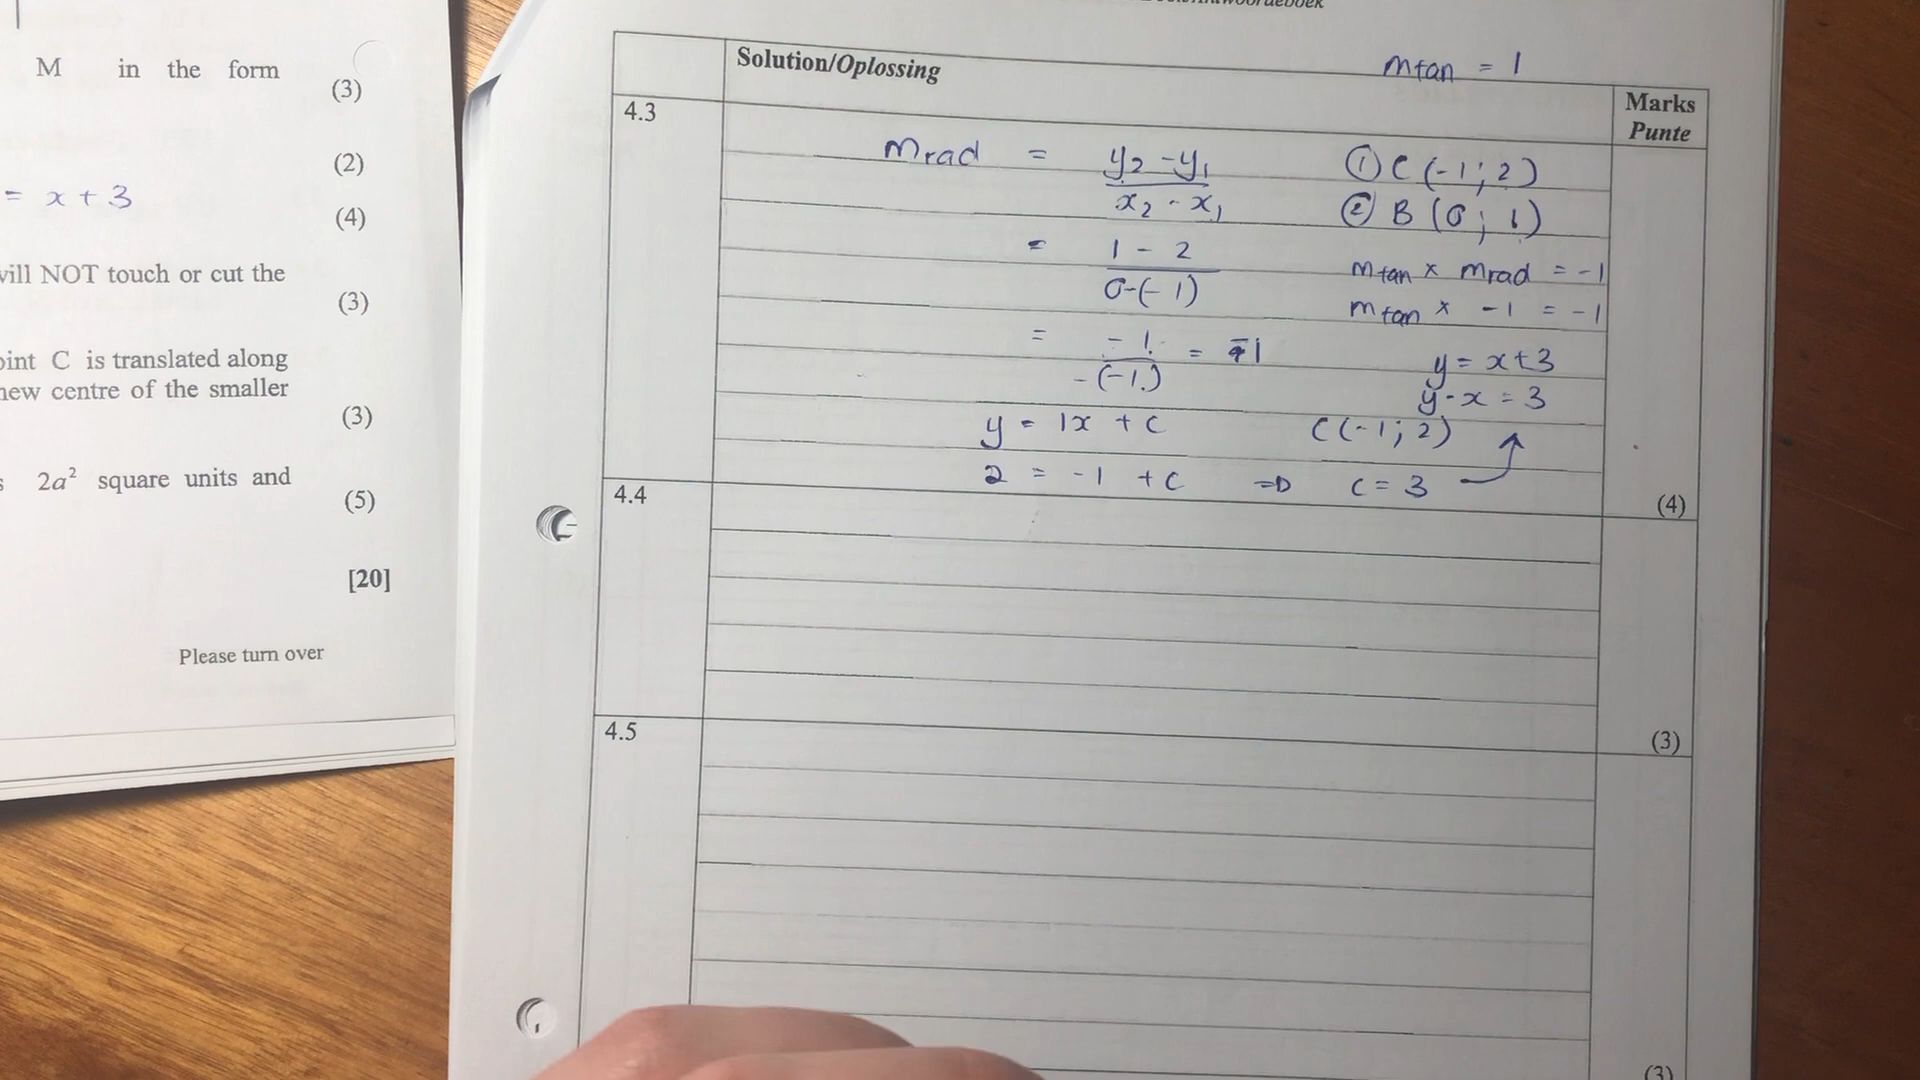 M in the form
(3)
(2)
= x + 3
(4)
will NOT touch or cut the
(3)
oint C is translated along
new centre of the smaller
(3)
2a² square units and
(5)
[20]
Please turn over
Solution/Oplossing
mtan = 1
Marks
Punte
4.3
mrad = y2 - y1 / x2 - x1
① C (-1 ; 2)
② B (0 ; 1)
= 1 - 2 / 0-(-1)
mtan × mrad = -1
mtan × -1 = -1
= -1 / -(-1) = -1
y = x + 3
y - x = 3
y = 1x + c
C (-1 ; 2)
2 = -1 + c ⇒ c = 3
(4)
4.4
(3)
4.5
(3)